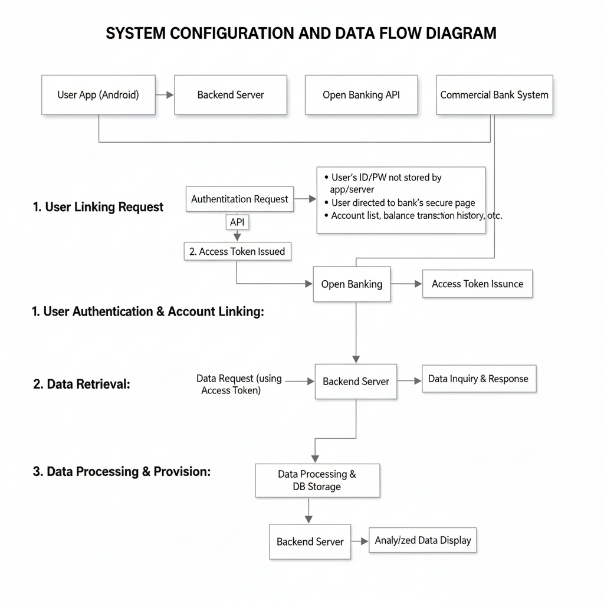 SYSTEM CONFIGURATION AND DATA FLOW DIAGRAM
User App (Android)
Backend Server
Open Banking API
Commercial Bank System
1. User Linking Request
Authentitation Request
API
2. Access Token Issued
• User's ID/PW not stored by
app/server
• User directed to bank's secure page
• Account list, balance transction history, etc.
Open Banking
Access Token Issunce
1. User Authentication & Account Linking:
2. Data Retrieval:
Data Request (using
Access Token)
Backend Server
Data Inquiry & Response
3. Data Processing & Provision:
Data Processing &
DB Storage
Backend Server
Analy/zed Data Display